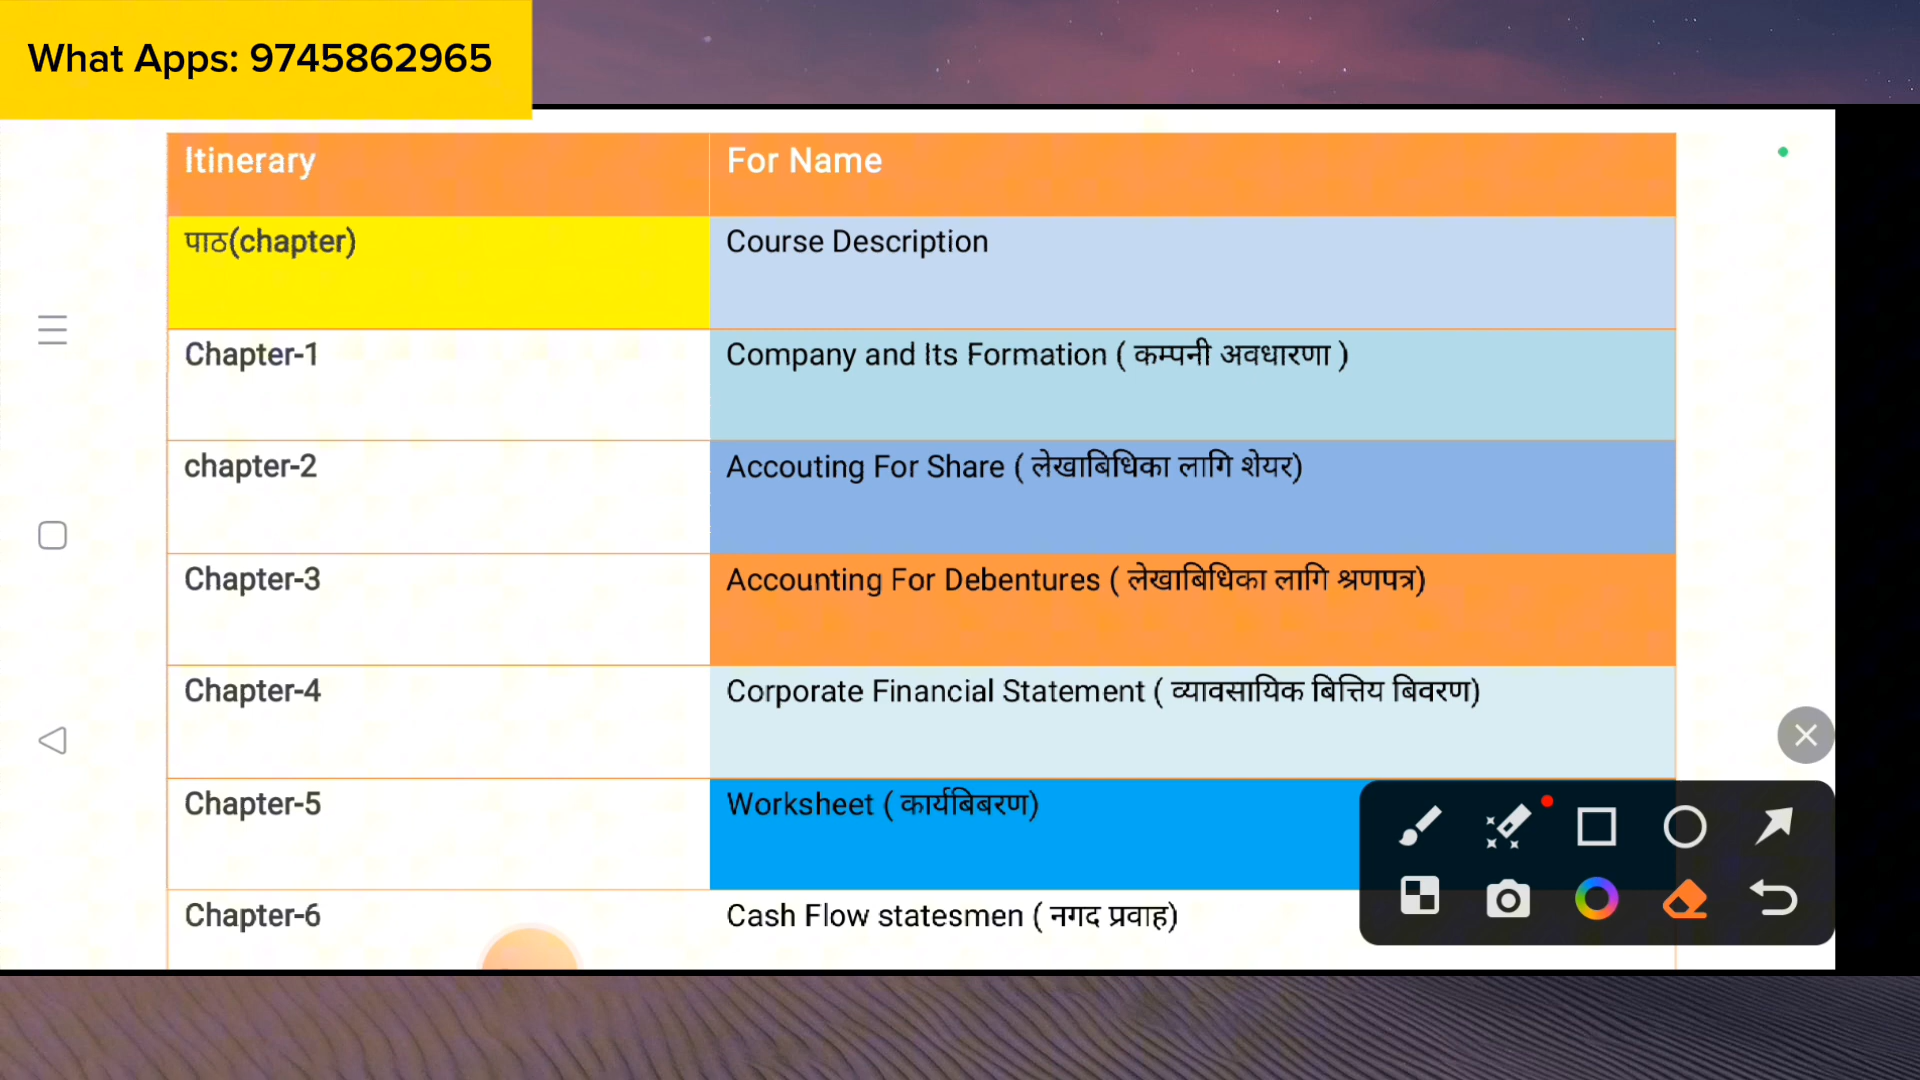 What Apps: 9745862965
Itinerary For Name
पाठ(chapter) Course Description
Chapter-1 Company and Its Formation ( कम्पनी अवधारणा )
chapter-2 Accouting For Share ( लेखाबिधिका लागि शेयर)
Chapter-3 Accounting For Debentures ( लेखाबिधिका लागि श्रणपत्र)
Chapter-4 Corporate Financial Statement ( व्यावसायिक बित्तिय बिवरण)
Chapter-5 Worksheet ( कार्यबिबरण)
Chapter-6 Cash Flow statesmen ( नगद प्रवाह)